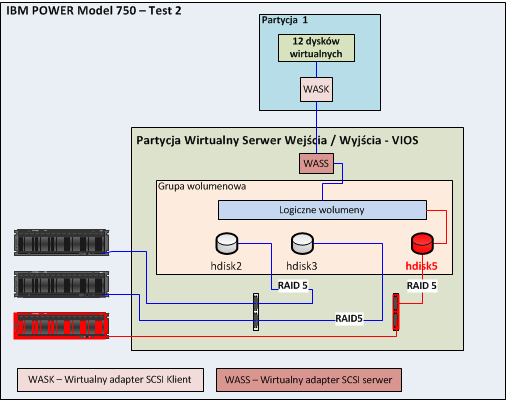 IBM POWER Model 750 – Test 2
Partycja 1
12 dysków
wirtualnych
WASK
Partycja Wirtualny Serwer Wejścia / Wyjścia - VIOS
WASS
Grupa wolumenowa
Logiczne wolumeny
hdisk2
hdisk3
hdisk5
RAID 5
RAID 5
RAID5
WASK – Wirtualny adapter SCSI Klient
WASS – Wirtualny adapter SCSI serwer